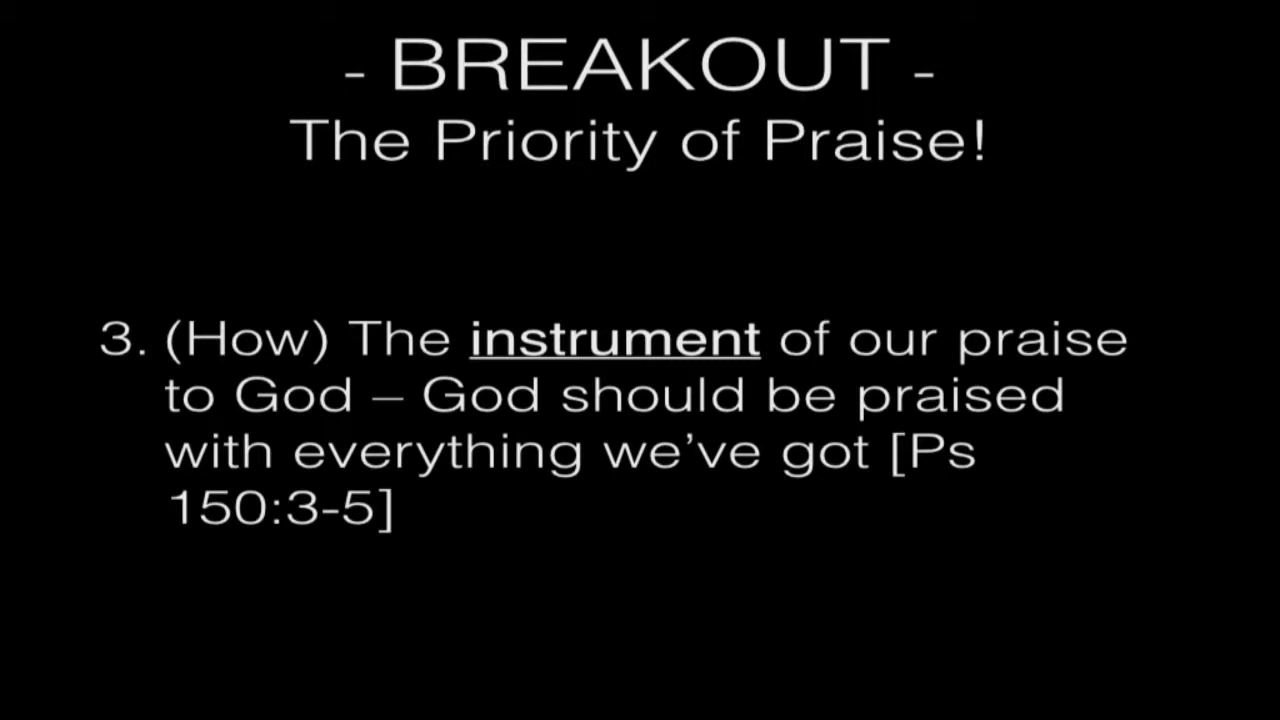 - BREAKOUT -
The Priority of Praise!
3. (How) The instrument of our praise
to God – God should be praised
with everything we’ve got [Ps
150:3-5]